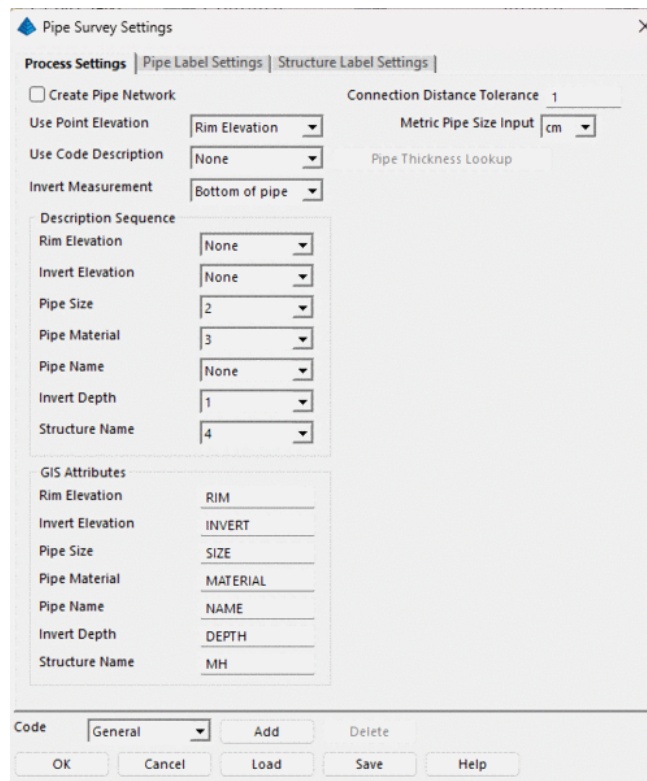 Pipe Survey Settings
Process Settings | Pipe Label Settings | Structure Label Settings |
Create Pipe Network Connection Distance Tolerance 1
Use Point Elevation Rim Elevation Metric Pipe Size Input cm
Use Code Description None Pipe Thickness Lookup
Invert Measurement Bottom of pipe
Description Sequence
Rim Elevation None
Invert Elevation None
Pipe Size 2
Pipe Material 3
Pipe Name None
Invert Depth 1
Structure Name 4
GIS Attributes
Rim Elevation RIM
Invert Elevation INVERT
Pipe Size SIZE
Pipe Material MATERIAL
Pipe Name NAME
Invert Depth DEPTH
Structure Name MH
Code General Add Delete
OK Cancel Load Save Help